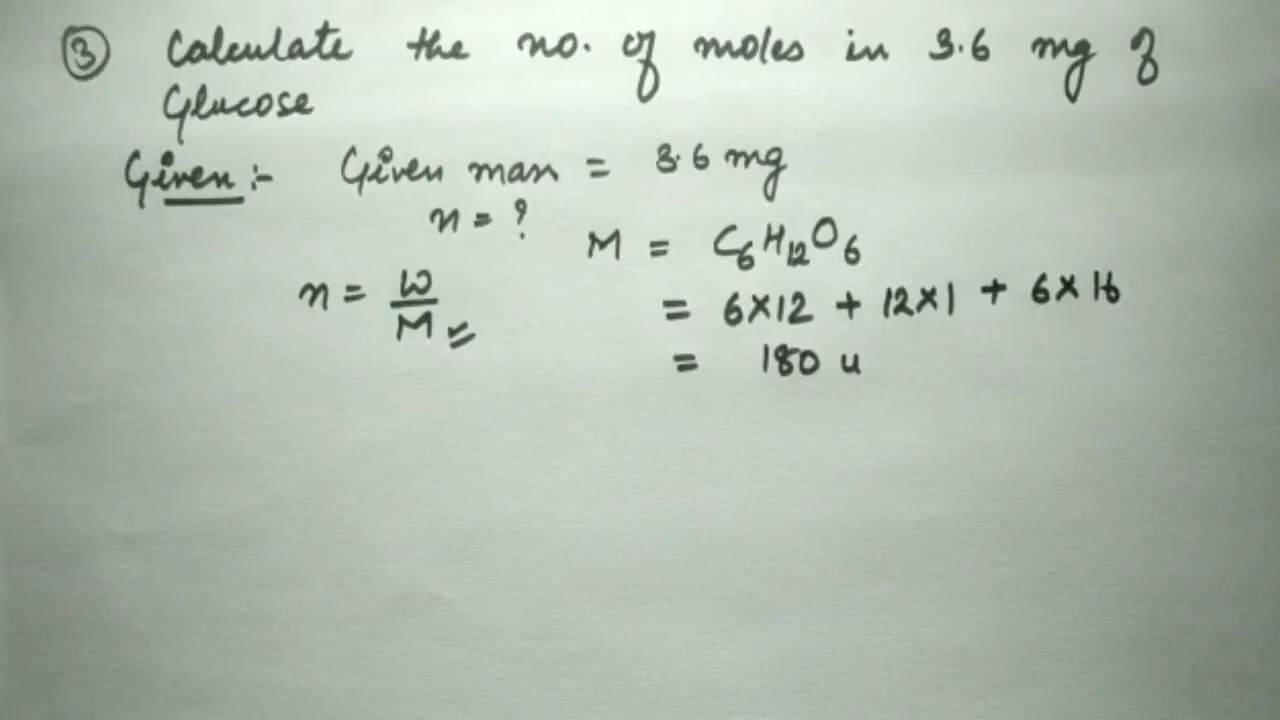 ③ Calculate the no. of moles in 3.6 mg of
Glucose
Given :- Given mass = 3.6 mg
n = ?
M = C₆H₁₂O₆
n = W/M
= 6×12 + 12×1 + 6×16
= 180 u